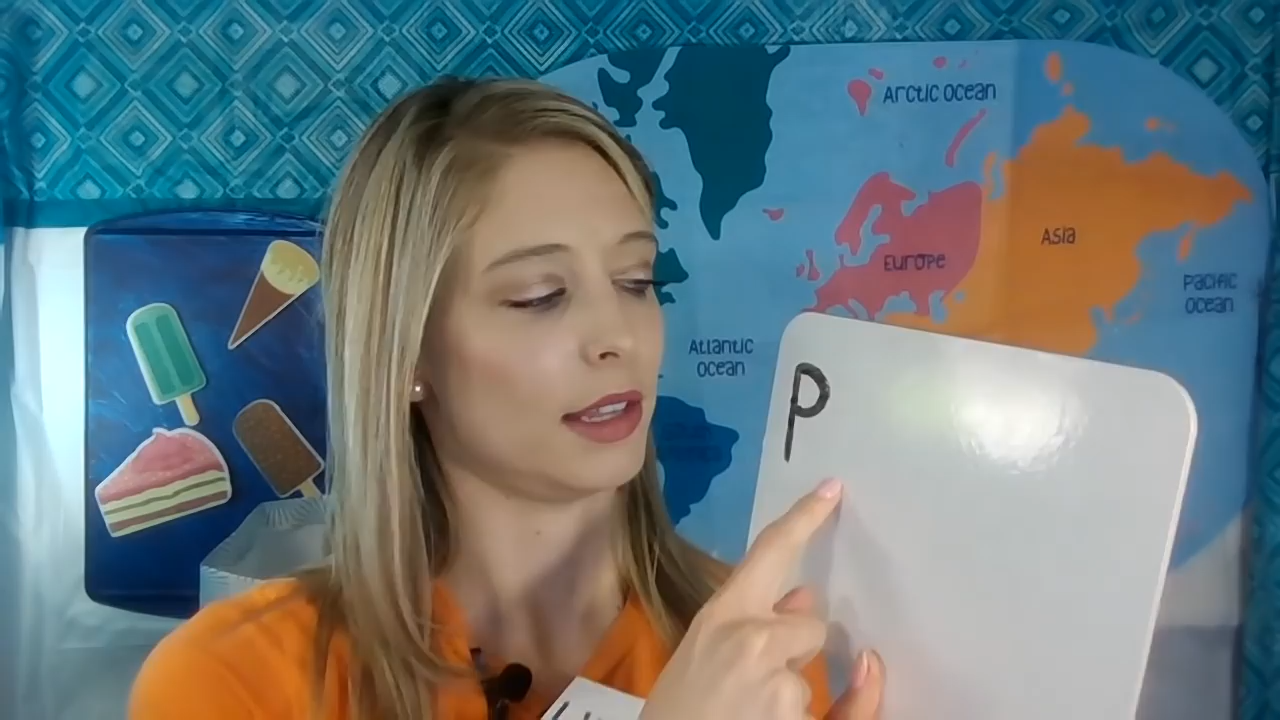 Arctic ocean
Asia
Europe
Pacific
ocean
Atlantic
ocean
P